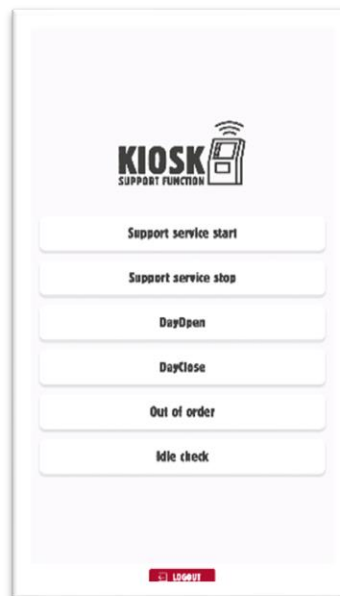 KIOSK
SUPPORT FUNCTION
Support service start
Support service stop
DayOpen
DayClose
Out of order
Idle check
LOGOUT